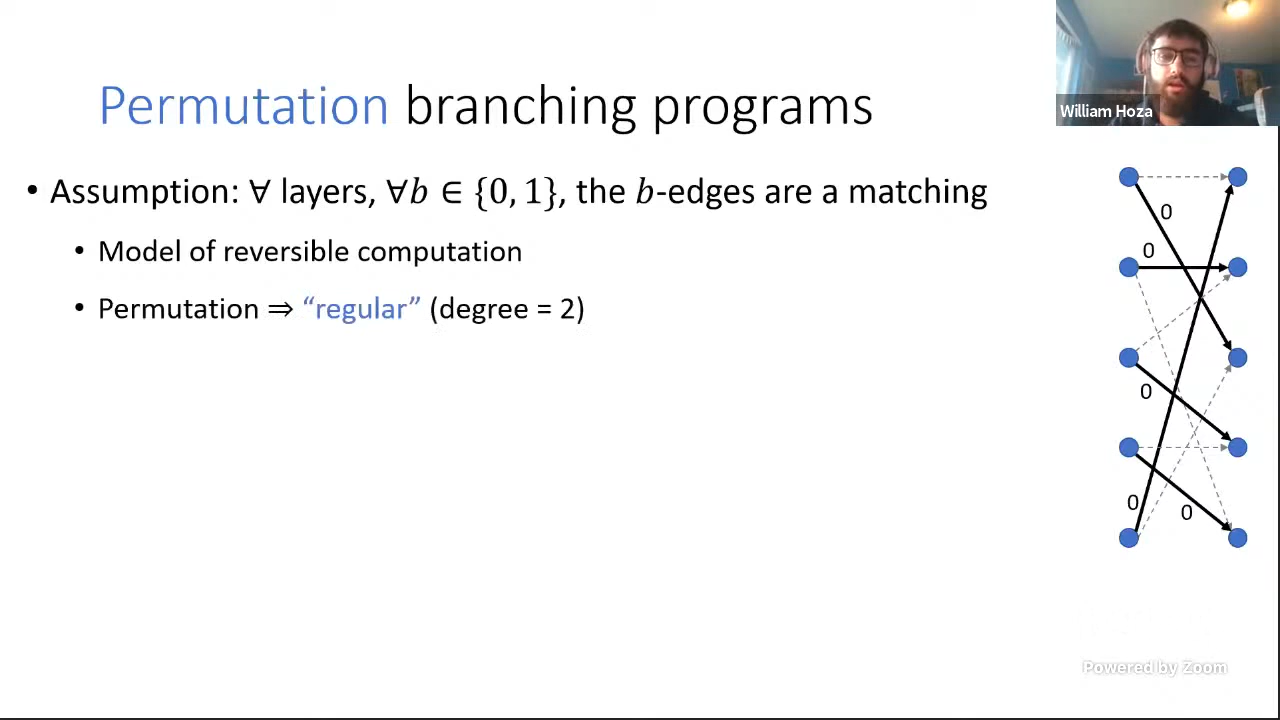 William Hoza
Permutation branching programs
• Assumption: ∀ layers, ∀b ∈ {0, 1}, the b-edges are a matching
• Model of reversible computation
• Permutation ⇒ “regular” (degree = 2)
0
0
0
0
0
Powered by Zoom